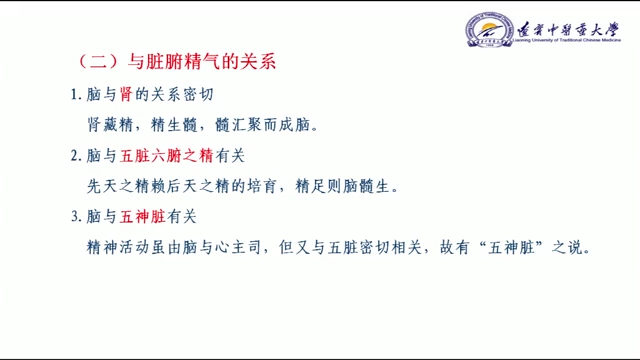 辽宁中医药大学
Liaoning University of Traditional Chinese Medicine
（二）与脏腑精气的关系
1. 脑与肾的关系密切
肾藏精，精生髓，髓汇聚而成脑。
2. 脑与五脏六腑之精有关
先天之精赖后天之精的培育，精足则脑髓生。
3. 脑与五神脏有关
精神活动虽由脑与心主司，但又与五脏密切相关，故有“五神脏”之说。